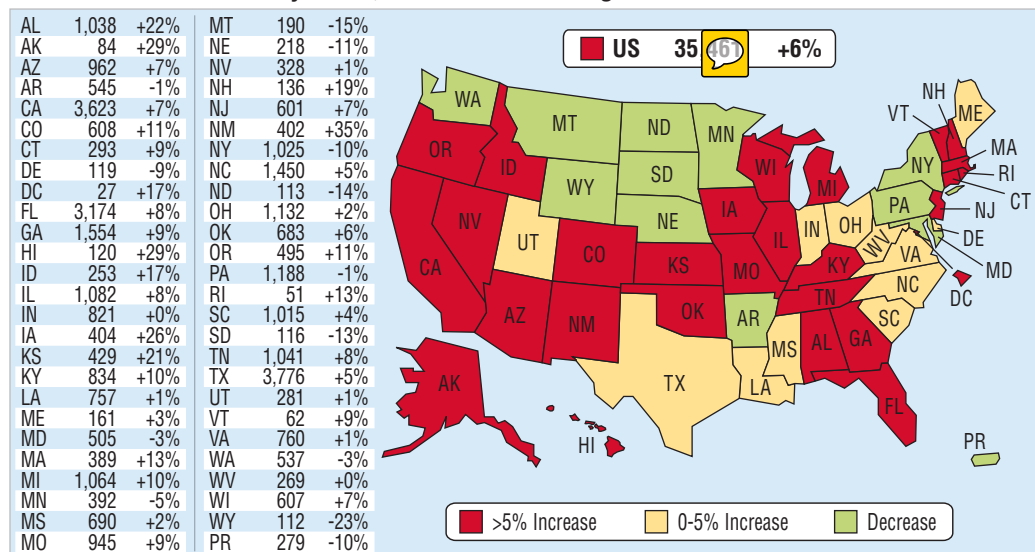 AL 1,038 +22%
AK 84 +29%
AZ 962 +7%
AR 545 -1%
CA 3,623 +7%
CO 608 +11%
CT 293 +9%
DE 119 -9%
DC 27 +17%
FL 3,174 +8%
GA 1,554 +9%
HI 120 +29%
ID 253 +17%
IL 1,082 +8%
IN 821 +0%
IA 404 +26%
KS 429 +21%
KY 834 +10%
LA 757 +1%
ME 161 +3%
MD 505 -3%
MA 389 +13%
MI 1,064 +10%
MN 392 -5%
MS 690 +2%
MO 945 +9%
MT 190 -15%
NE 218 -11%
NV 328 +1%
NH 136 +19%
NJ 601 +7%
NM 402 +35%
NY 1,025 -10%
NC 1,450 +5%
ND 113 -14%
OH 1,132 +2%
OK 683 +6%
OR 495 +11%
PA 1,188 -1%
RI 51 +13%
SC 1,015 +4%
SD 116 -13%
TN 1,041 +8%
TX 3,776 +5%
UT 281 +1%
VT 62 +9%
VA 760 +1%
WA 537 -3%
WV 269 +0%
WI 607 +7%
WY 112 -23%
PR 279 -10%
US 35 461 +6%
WA
MT
ND
MN
NH
VT
ME
OR
ID
WY
SD
WI
MI
NY
MA
RI
CT
NV
UT
NE
IA
IL
IN
OH
PA
NJ
DE
MD
CA
CO
KS
MO
KY
WV
VA
DC
AZ
NM
OK
AR
TN
NC
SC
TX
LA
MS
AL
GA
FL
AK
HI
PR
>5% Increase
0-5% Increase
Decrease